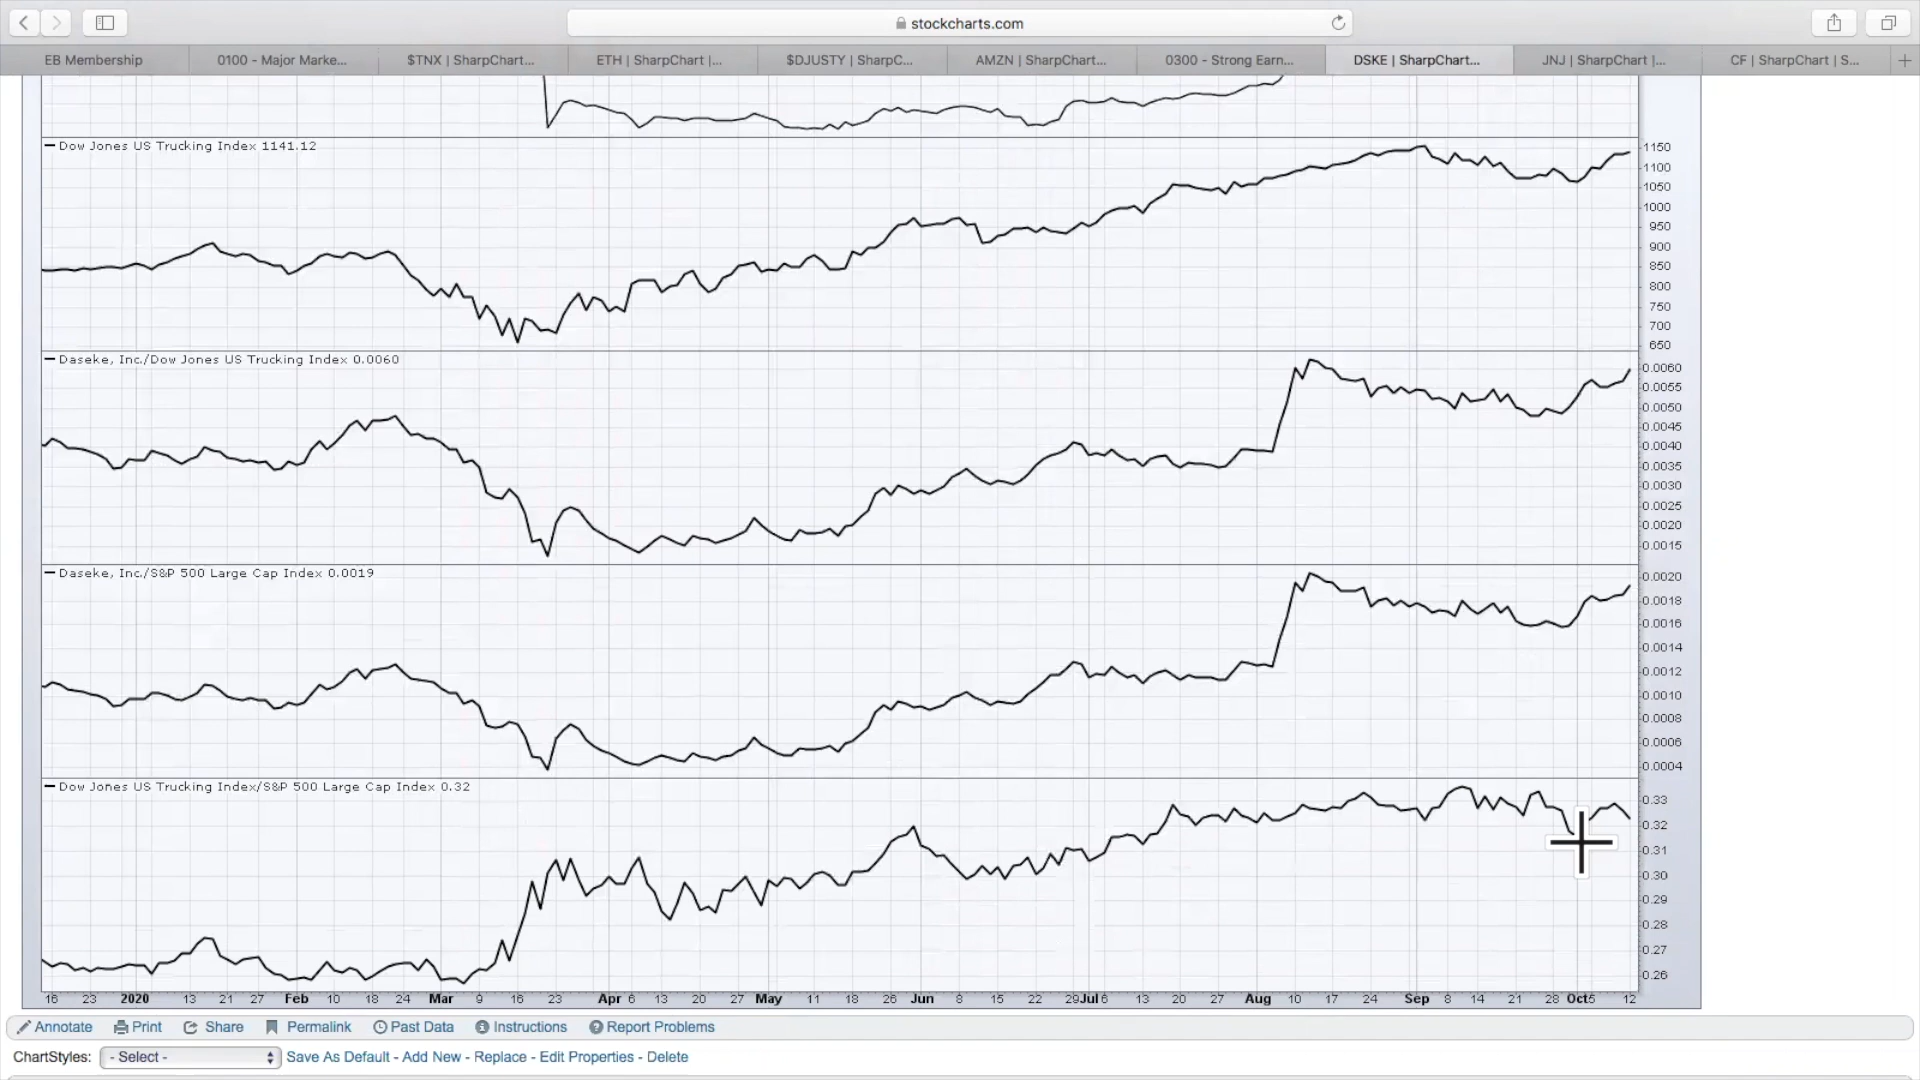 stockcharts.com
EB Membership
0100 - Major Marke...
$TNX | SharpChart...
ETH | SharpChart |...
$DJUSTY | SharpC...
AMZN | SharpChart...
0300 - Strong Earn...
DSKE | SharpChart...
JNJ | SharpChart |...
CF | SharpChart | S...
Dow Jones US Trucking Index 1141.12
1150
1100
1050
1000
950
900
850
800
750
700
650
Daseke, Inc./Dow Jones US Trucking Index 0.0060
0.0060
0.0055
0.0050
0.0045
0.0040
0.0035
0.0030
0.0025
0.0020
0.0015
Daseke, Inc./S&P 500 Large Cap Index 0.0019
0.0020
0.0018
0.0016
0.0014
0.0012
0.0010
0.0008
0.0006
0.0004
Dow Jones US Trucking Index/S&P 500 Large Cap Index 0.32
0.33
0.32
0.31
0.30
0.29
0.28
0.27
0.26
16 23 2020 13 21 27 Feb 10 18 24 Mar 9 16 23 Apr 6 13 20 27 May 11 18 26 Jun 8 15 22 29 Jul 6 13 20 27 Aug 10 17 24 Sep 8 14 21 28 Oct 5 12
Annotate Print Share Permalink Past Data Instructions Report Problems
ChartStyles: - Select - Save As Default - Add New - Replace - Edit Properties - Delete